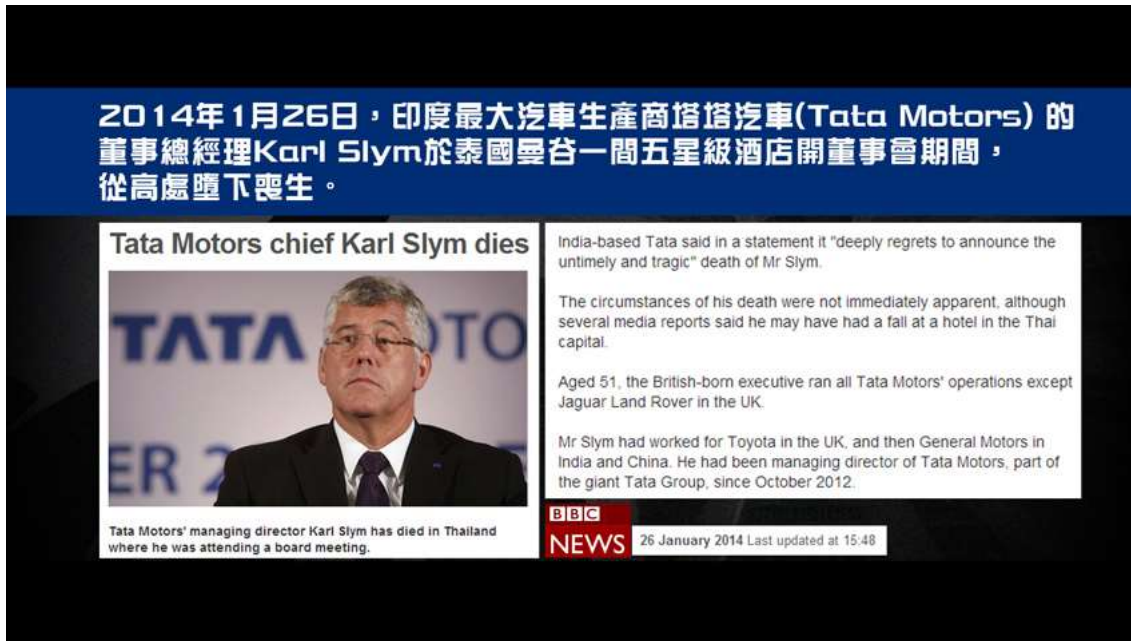 2014年1月26日，印度最大汽車生產商塔塔汽車(Tata Motors) 的
董事總經理Karl Slym於泰國曼谷一間五星級酒店開董事會期間，
從高處墮下喪生。
Tata Motors chief Karl Slym dies
TATA
OTO
ER 2
Tata Motors' managing director Karl Slym has died in Thailand
where he was attending a board meeting.
India-based Tata said in a statement it "deeply regrets to announce the
untimely and tragic" death of Mr Slym.
The circumstances of his death were not immediately apparent, although
several media reports said he may have had a fall at a hotel in the Thai
capital.
Aged 51, the British-born executive ran all Tata Motors' operations except
Jaguar Land Rover in the UK.
Mr Slym had worked for Toyota in the UK, and then General Motors in
India and China. He had been managing director of Tata Motors, part of
the giant Tata Group, since October 2012.
BBC
NEWS
26 January 2014 Last updated at 15:48